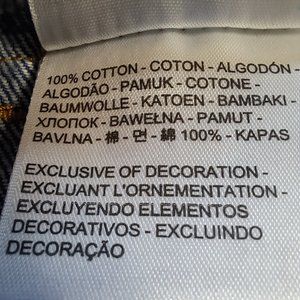 100% COTTON - COTON - ALGODÓN -
ALGODÃO - PAMUK - COTONE -
BAUMWOLLE - KATOEN - BAMBAKI -
ХЛОПОК - BAWEŁNA - PAMUT -
BAVLNA - 棉 - 면 - 綿 100% - KAPAS
EXCLUSIVE OF DECORATION -
EXCLUANT L'ORNEMENTATION -
EXCLUYENDO ELEMENTOS
DECORATIVOS - EXCLUINDO
DECORAÇÃO